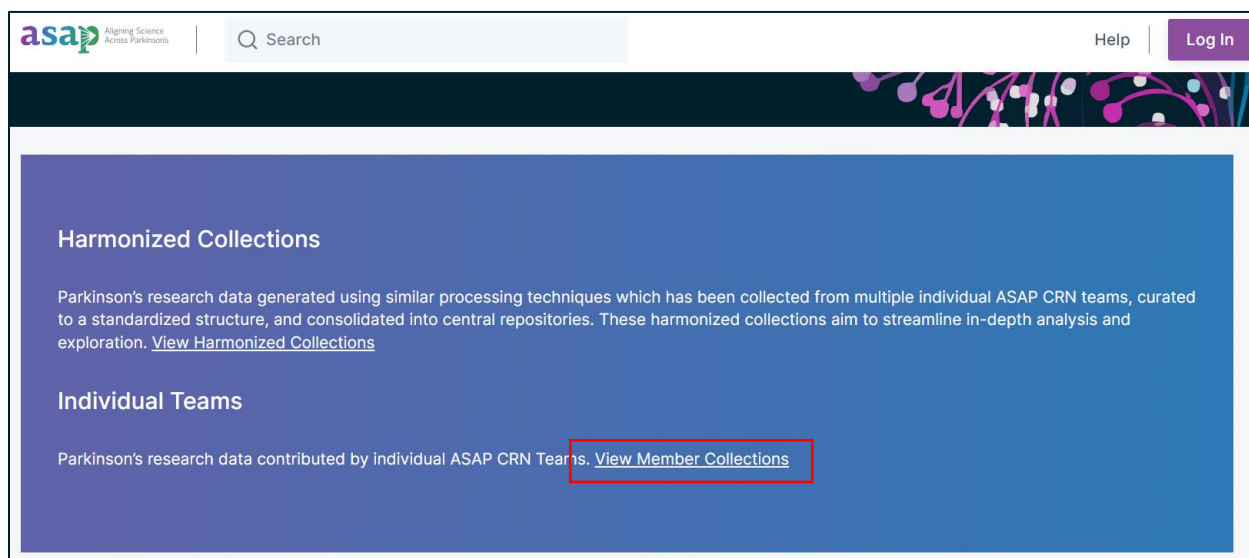 asap Aligning Science
Across Parkinson's
Search
Help
Log In
Harmonized Collections
Parkinson's research data generated using similar processing techniques which has been collected from multiple individual ASAP CRN teams, curated
to a standardized structure, and consolidated into central repositories. These harmonized collections aim to streamline in-depth analysis and
exploration. View Harmonized Collections
Individual Teams
Parkinson's research data contributed by individual ASAP CRN Teams. View Member Collections